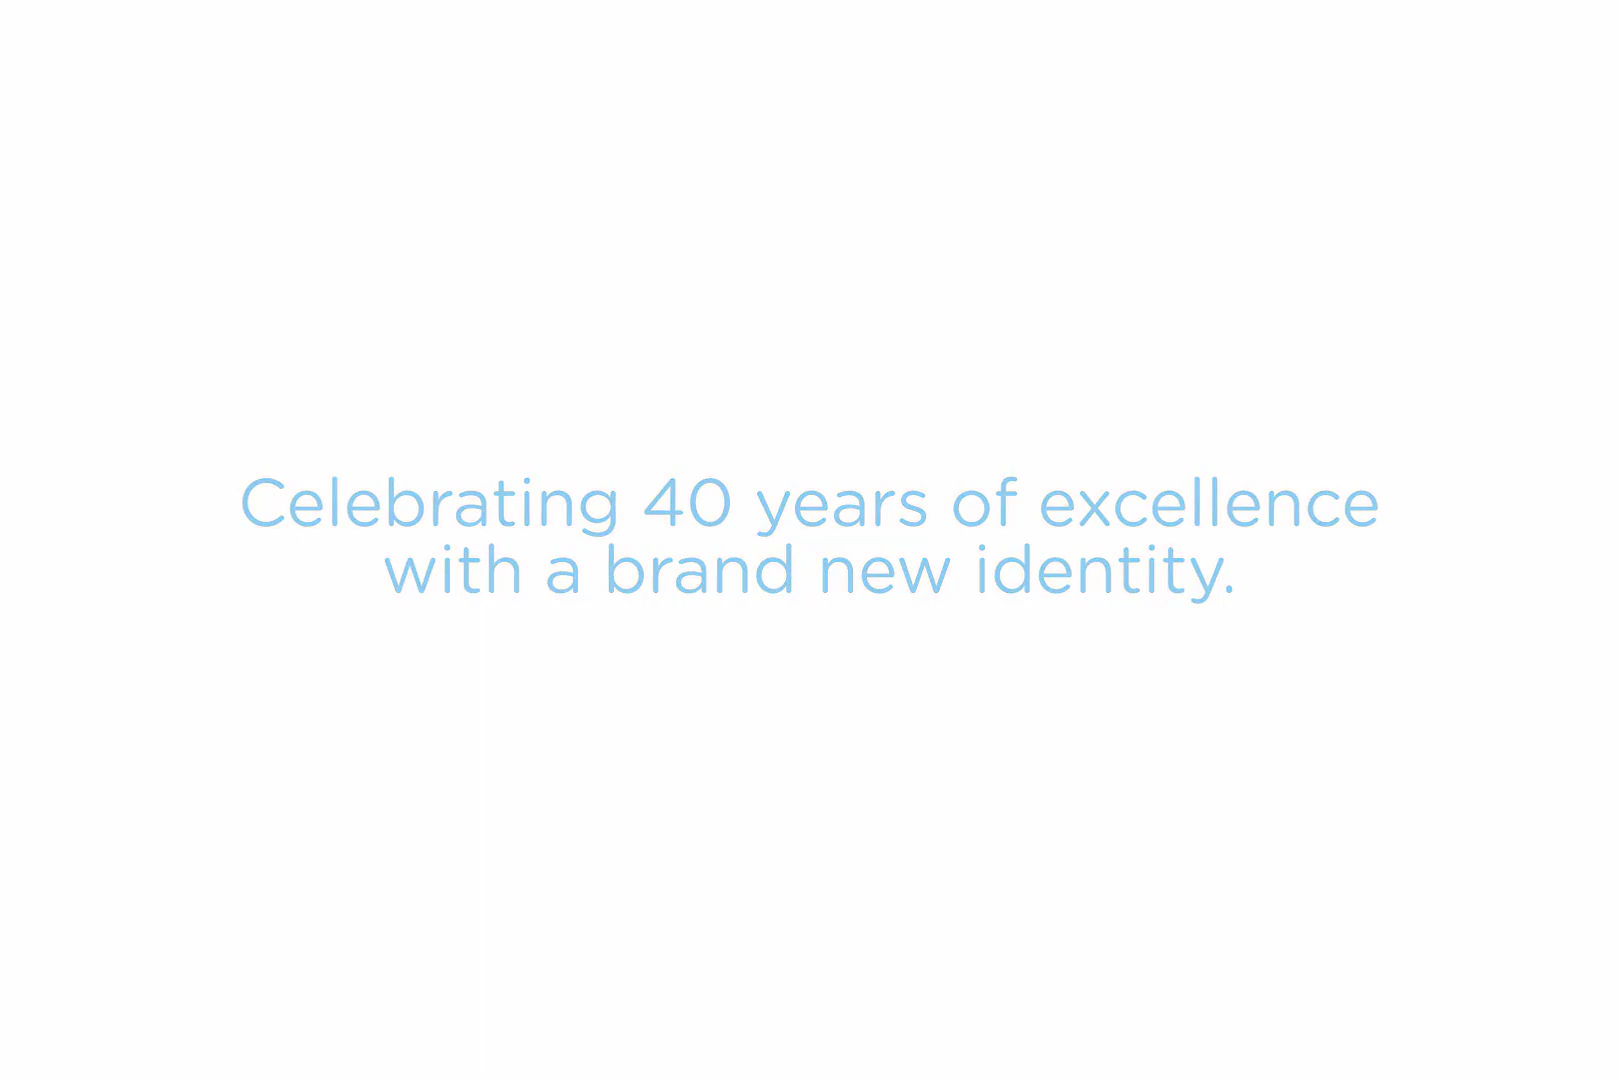 Celebrating 40 years of excellence
with a brand new identity.